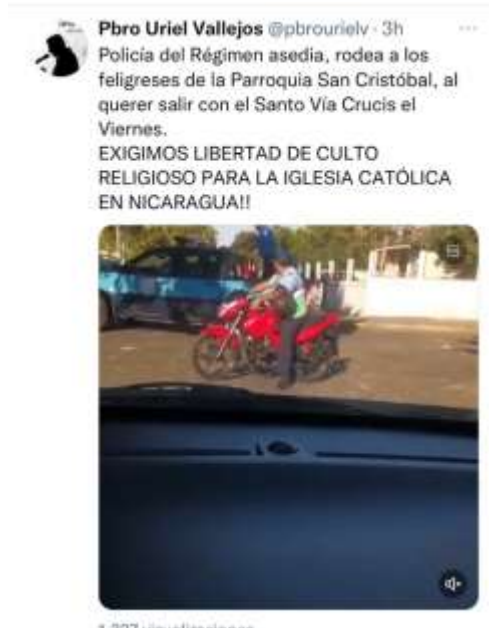 Pbro Uriel Vallejos @pbrourielv · 3h
Policía del Régimen asedia, rodea a los
feligreses de la Parroquia San Cristóbal, al
querer salir con el Santo Vía Crucis el
Viernes.
EXIGIMOS LIBERTAD DE CULTO
RELIGIOSO PARA LA IGLESIA CATÓLICA
EN NICARAGUA!!